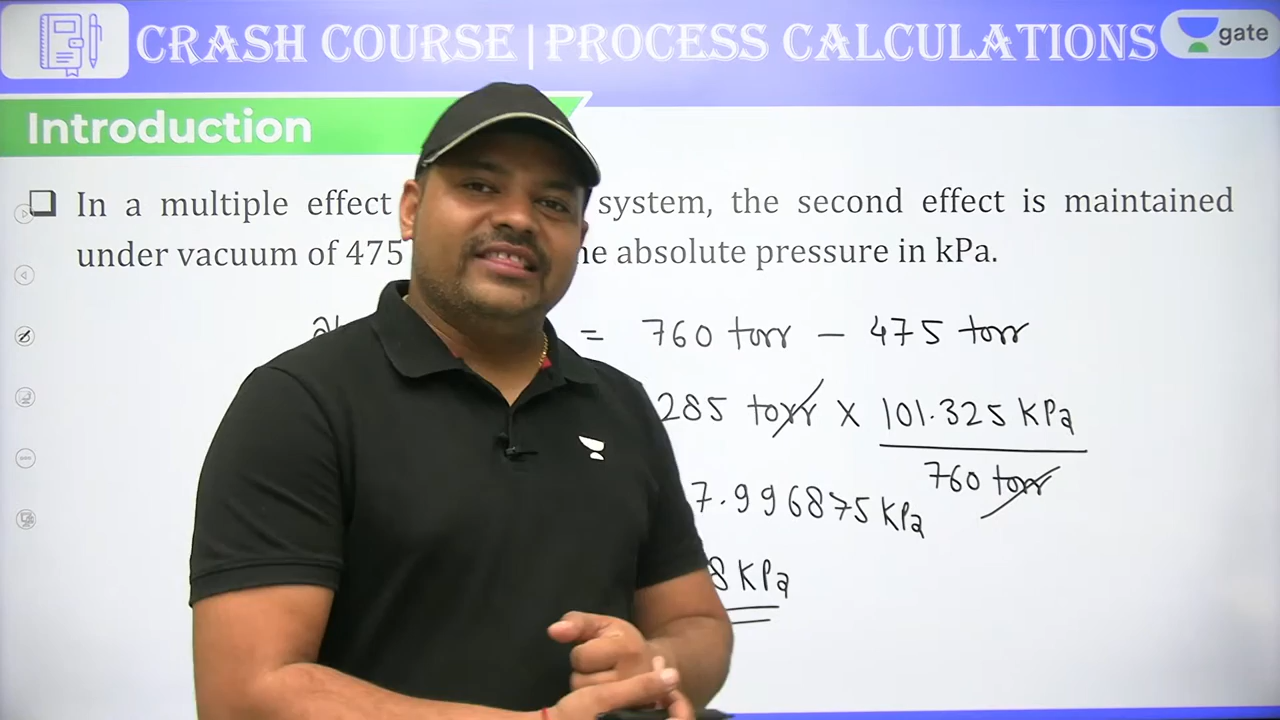 CRASH COURSE|PROCESS CALCULATIONS
gate
Introduction
In a multiple effect system, the second effect is maintained
under vacuum of 475 absolute pressure in kPa.
= 760 torr – 475 torr
285 torr × 101.325 KPa
760 torr
7.996875 KPa
8 KPa